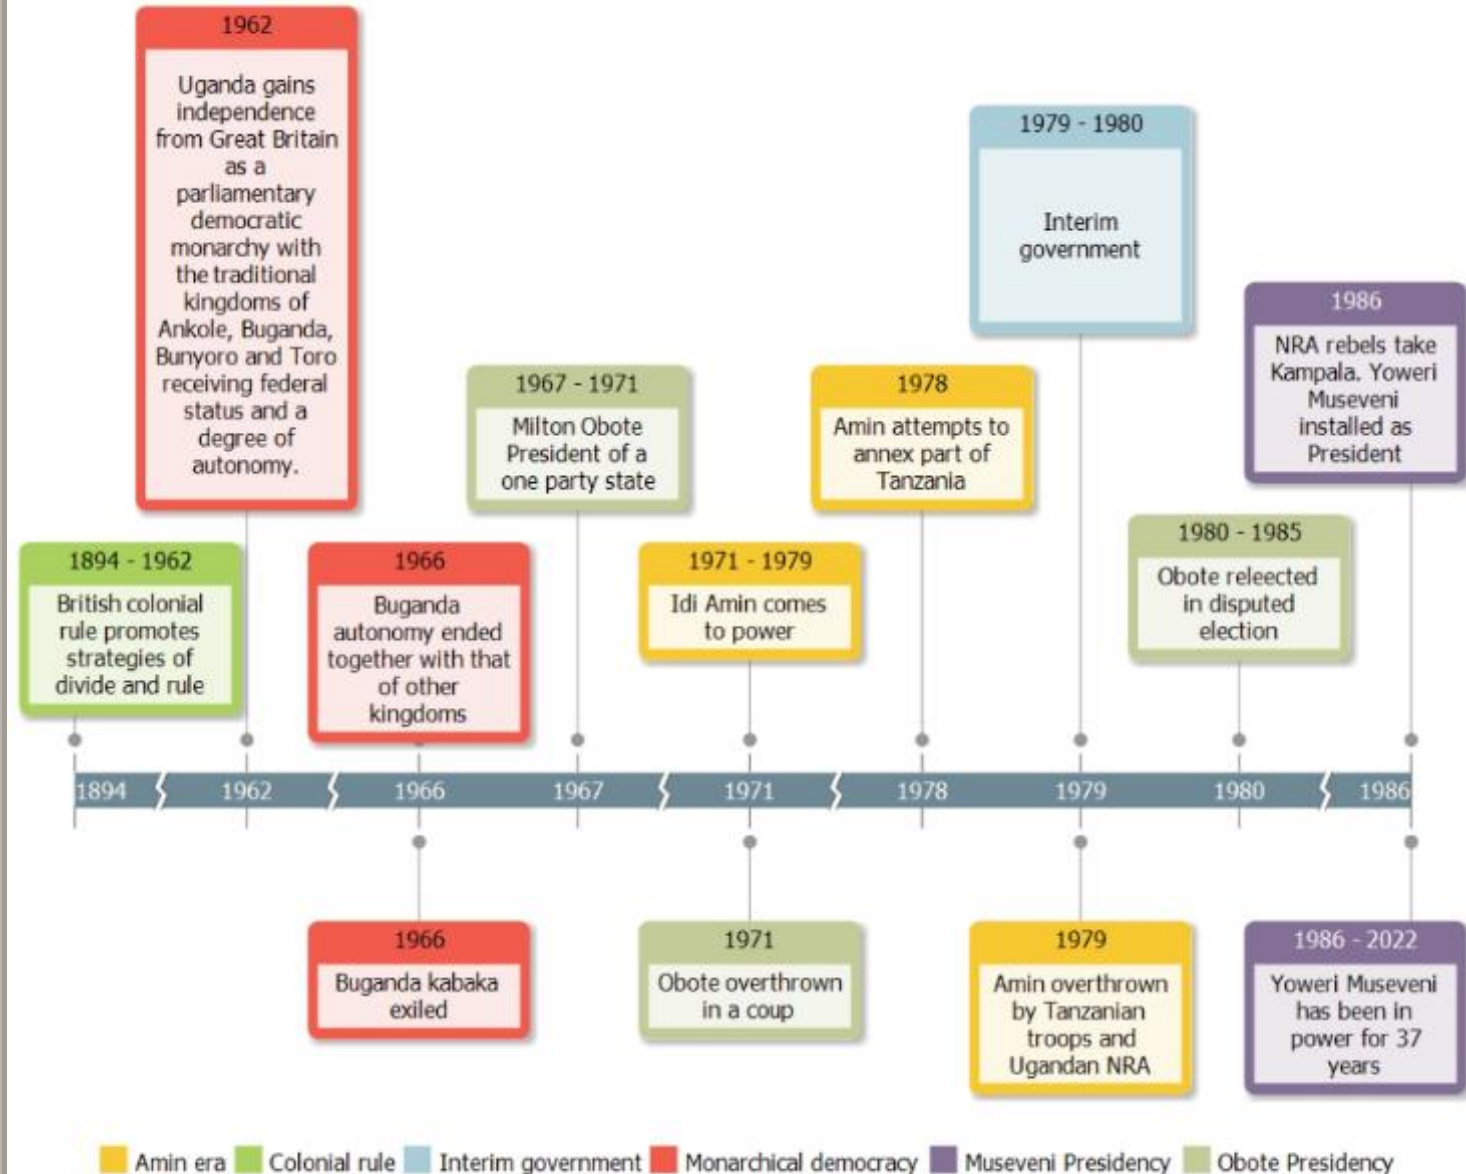 1962
Uganda gains
independence
from Great Britain
as a
parliamentary
democratic
monarchy with
the traditional
kingdoms of
Ankole, Buganda,
Bunyoro and Toro
receiving federal
status and a
degree of
autonomy.
1979 - 1980
Interim
government
1986
NRA rebels take
Kampala. Yoweri
Museveni
installed as
President
1967 - 1971
Milton Obote
President of a
one party state
1978
Amin attempts to
annex part of
Tanzania
1894 - 1962
British colonial
rule promotes
strategies of
divide and rule
1966
Buganda
autonomy ended
together with that
of other
kingdoms
1971 - 1979
Idi Amin comes
to power
1980 - 1985
Obote releected
in disputed
election
1894 1962 1966 1967 1971 1978 1979 1980 1986
1966
Buganda kabaka
exiled
1971
Obote overthrown
in a coup
1979
Amin overthrown
by Tanzanian
troops and
Ugandan NRA
1986 - 2022
Yoweri Museveni
has been in
power for 37
years
Amin era Colonial rule Interim government Monarchical democracy Museveni Presidency Obote Presidency